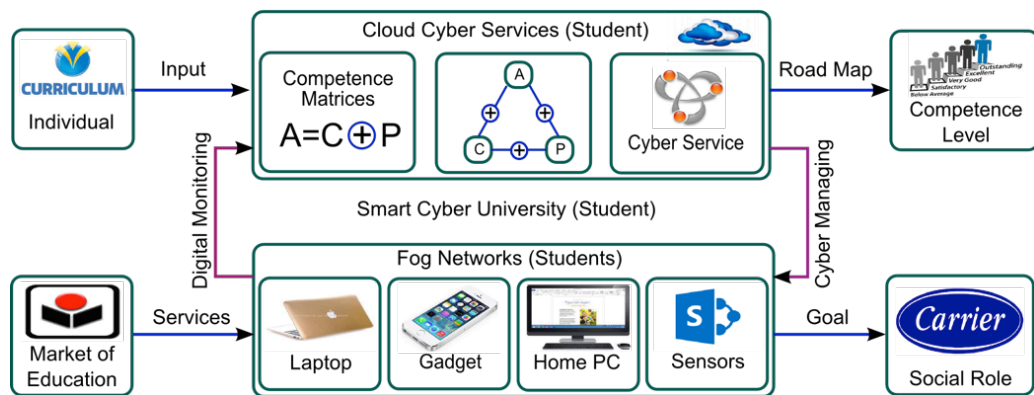 Cloud Cyber Services (Student)
CURRICULUM
Individual
Input
Competence
Matrices
A=C⊕P
A
C
P
Cyber Service
Road Map
Outstanding
Excellent
Very Good
Satisfactory
Below Average
Competence
Level
Digital Monitoring
Smart Cyber University (Student)
Cyber Managing
Fog Networks (Students)
Market of
Education
Services
Laptop
Gadget
Home PC
S
Sensors
Goal
Carrier
Social Role